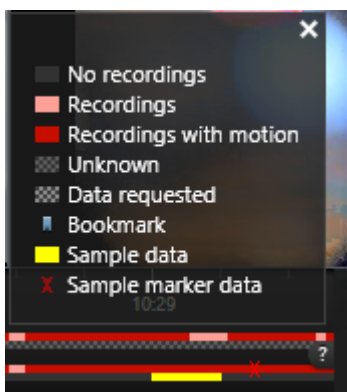 No recordings
Recordings
Recordings with motion
Unknown
Data requested
Bookmark
Sample data
Sample marker data
10:29
?